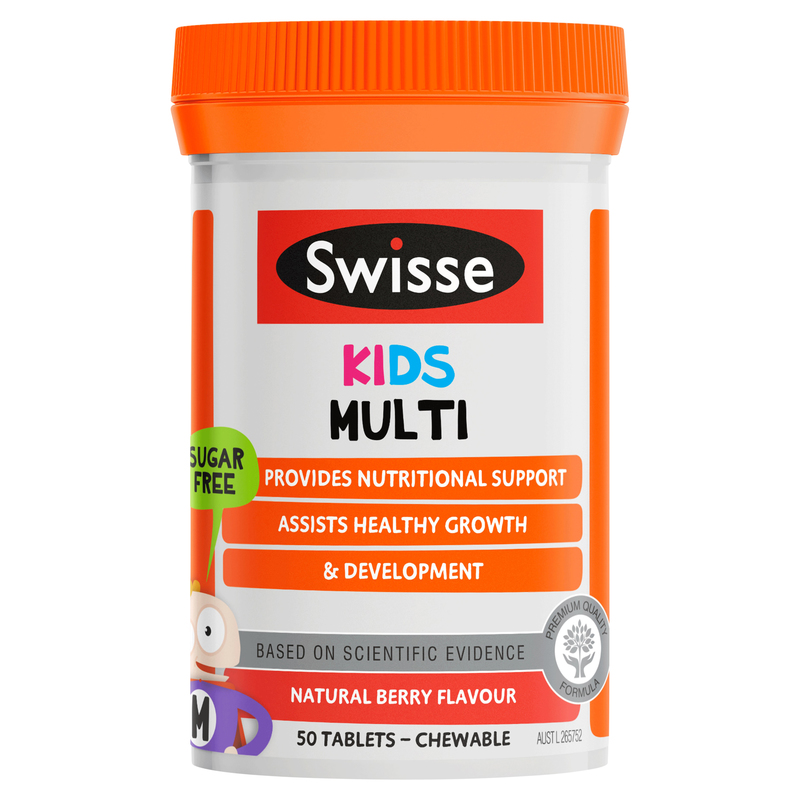 Swisse
KIDS
MULTI
SUGAR
FREE
PROVIDES NUTRITIONAL SUPPORT
ASSISTS HEALTHY GROWTH
& DEVELOPMENT
PREMIUM QUALITY
FORMULA
BASED ON SCIENTIFIC EVIDENCE
NATURAL BERRY FLAVOUR
M
50 TABLETS – CHEWABLE
AUST L 265752